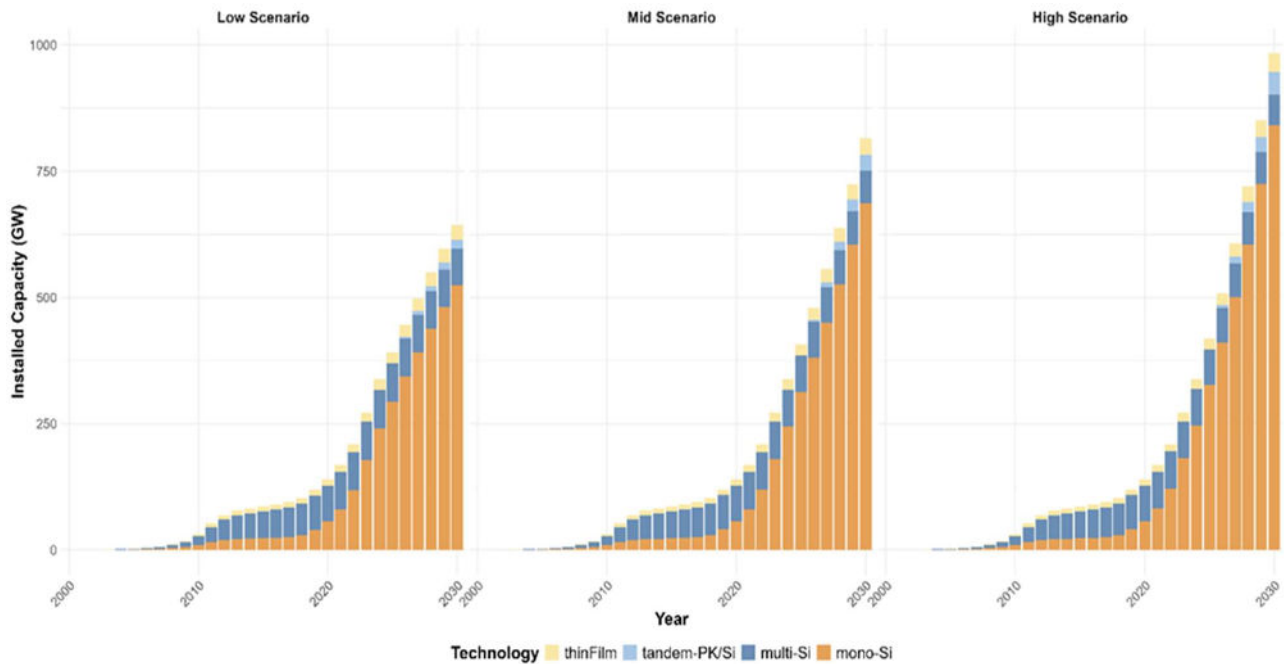 Low Scenario Mid Scenario High Scenario
1000
750
500
250
0
Installed Capacity (GW)
2000 2010 2020 2030 2000 2010 2020 2030 2000 2010 2020 2030
Year
Technology thinFilm tandem-PK/Si multi-Si mono-Si